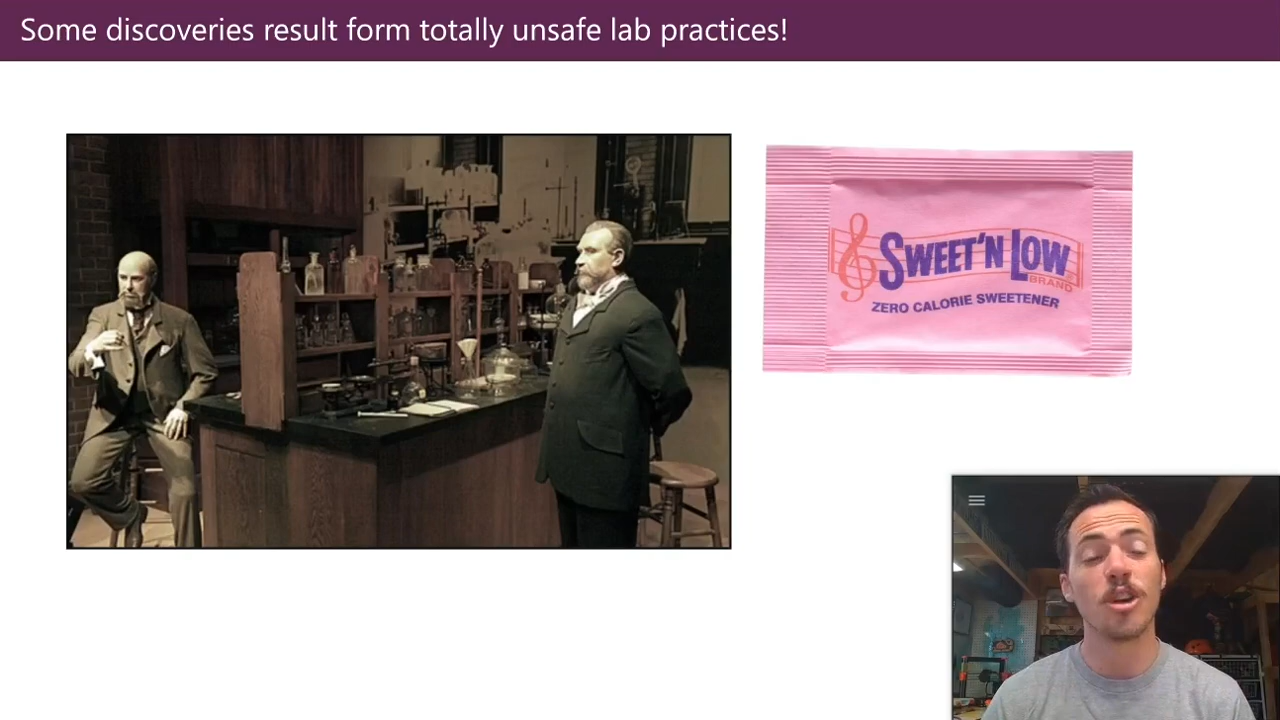 Some discoveries result form totally unsafe lab practices!
SWEET'N LOW
BRAND
ZERO CALORIE SWEETENER